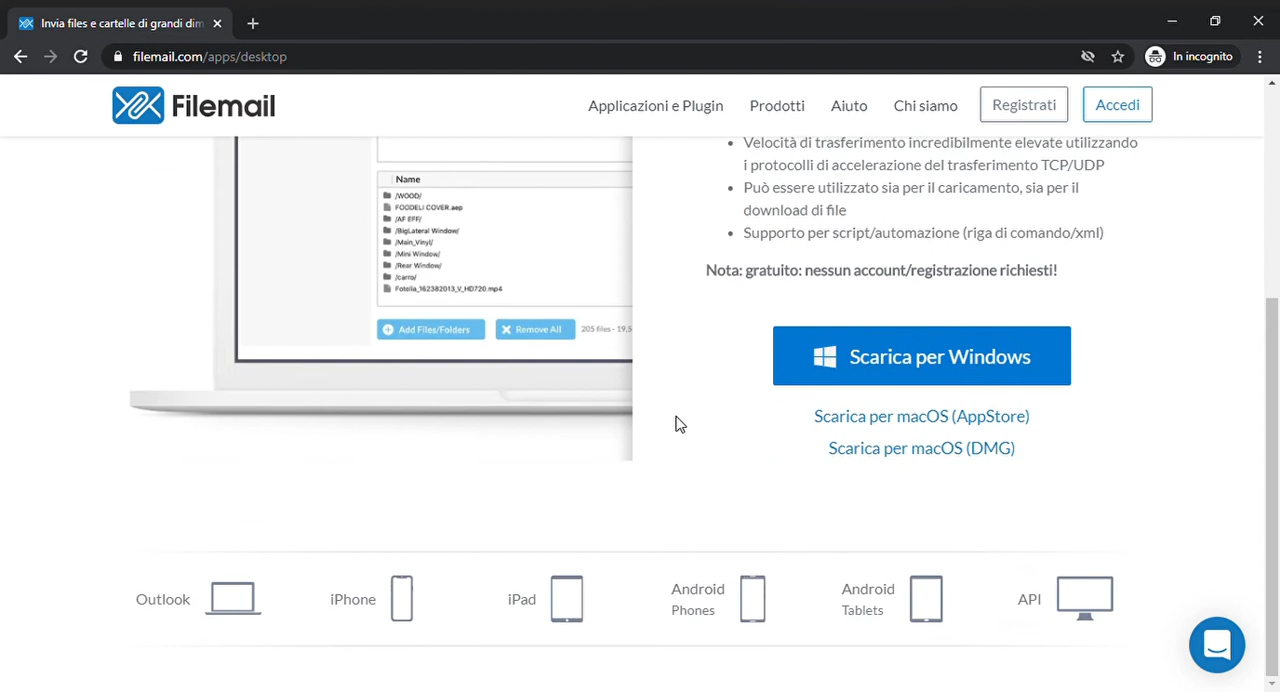 Invia files e cartelle di grandi dim
filemail.com/apps/desktop
In incognito
Filemail
Applicazioni e Plugin
Prodotti
Aiuto
Chi siamo
Registrati
Accedi
Velocità di trasferimento incredibilmente elevate utilizzando
i protocolli di accelerazione del trasferimento TCP/UDP
Può essere utilizzato sia per il caricamento, sia per il
download di file
Supporto per script/automazione (riga di comando/xml)
Nota: gratuito: nessun account/registrazione richiesti!
Name
/WOOD/
FOODELI COVER.aep
/AF EFF/
/BigLateral Window/
/Main_Vinyl/
/Mini Window/
/Rear Window/
/carro/
Fotolia_162382013_V_HD720.mp4
Add Files/Folders
Remove All
205 files - 19,5
Scarica per Windows
Scarica per macOS (AppStore)
Scarica per macOS (DMG)
Outlook
iPhone
iPad
Android
Phones
Android
Tablets
API